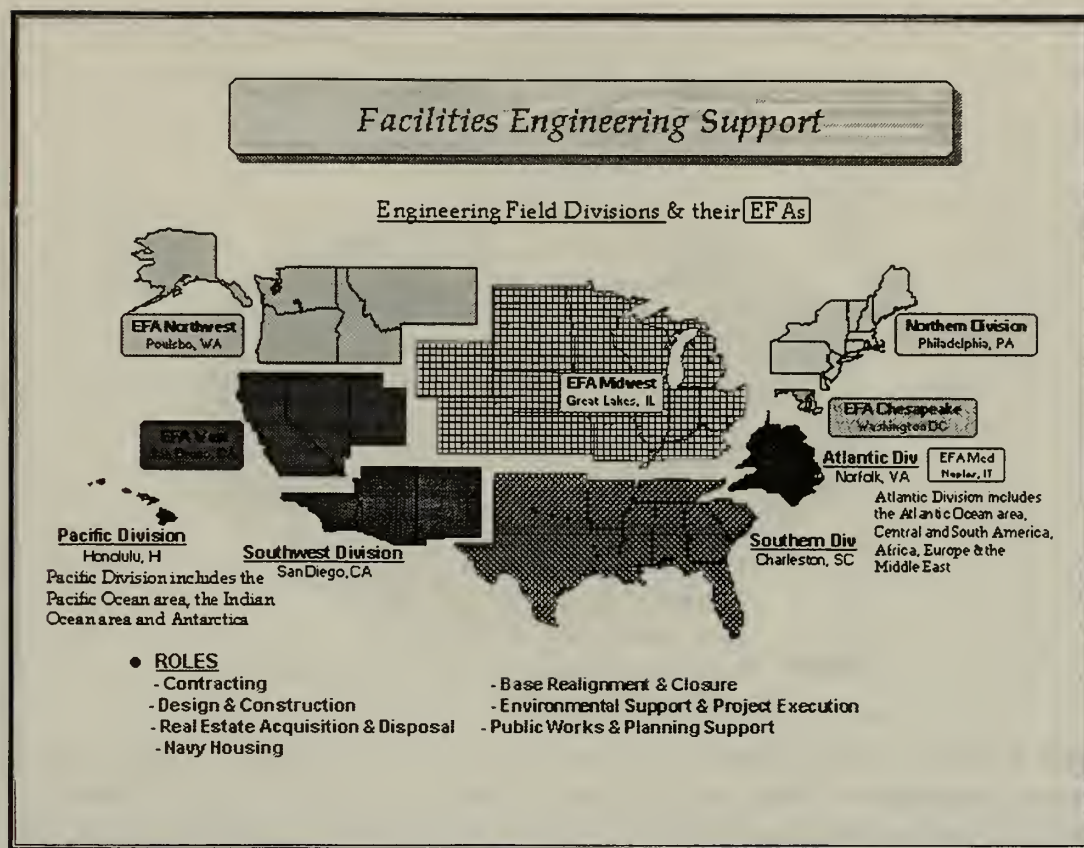 Facilities Engineering Support
Engineering Field Divisions & their EFAs
EFA Northwest
Poulsbo, WA
Northern Division
Philadelphia, PA
EFA Midwest
Great Lakes, IL
EFA Chesapeake
Washington DC
EFA West
Atlantic Div
Norfolk, VA
EFA Med
Naples, IT
Atlantic Division includes
the Atlantic Ocean area,
Central and South America,
Africa, Europe & the
Middle East
Pacific Division
Honolulu, H
Pacific Division includes the
Pacific Ocean area, the Indian
Ocean area and Antarctica
Southwest Division
San Diego, CA
Southern Div
Charleston, SC
● ROLES
- Contracting
- Design & Construction
- Real Estate Acquisition & Disposal
- Navy Housing
- Base Realignment & Closure
- Environmental Support & Project Execution
- Public Works & Planning Support